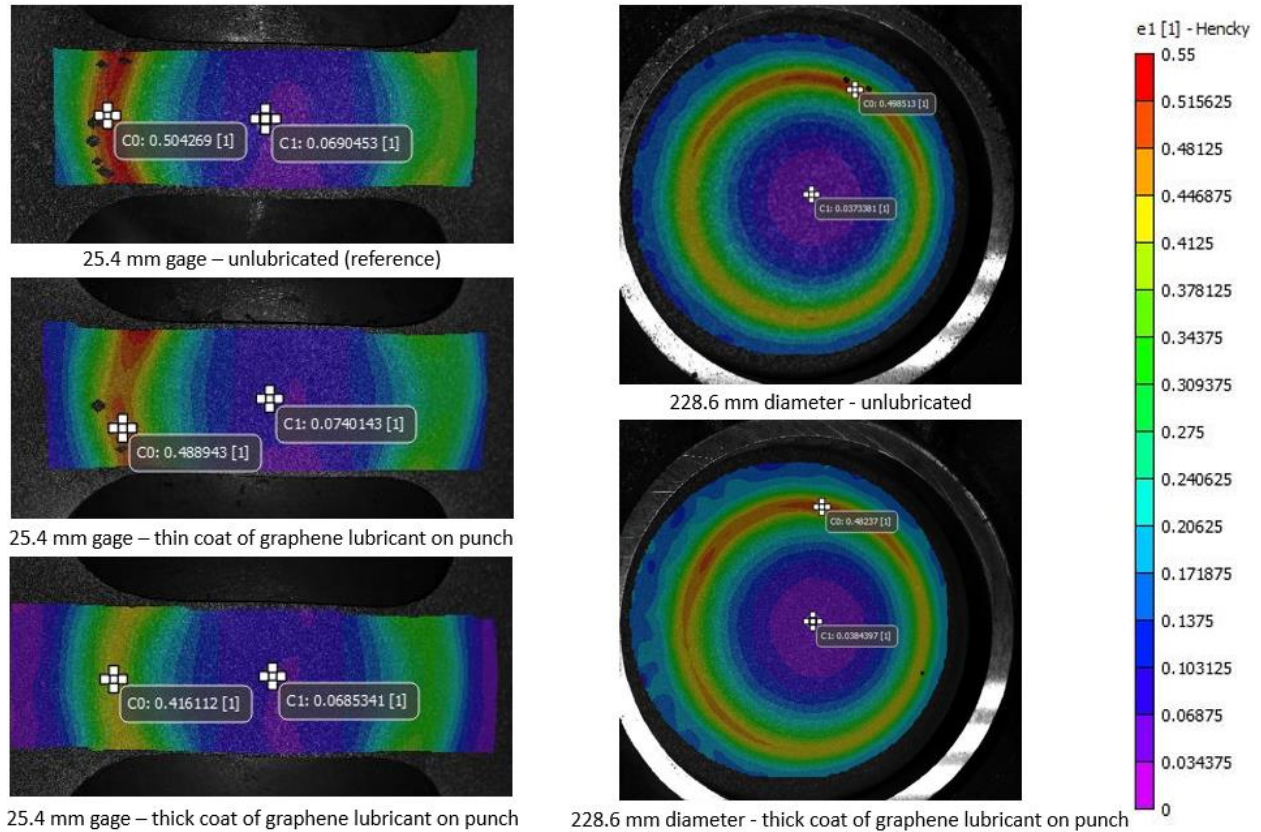 C0: 0.504269 [1]
C1: 0.0690453 [1]
25.4 mm gage – unlubricated (reference)
C0: 0.488943 [1]
C1: 0.0740143 [1]
25.4 mm gage – thin coat of graphene lubricant on punch
C0: 0.416112 [1]
C1: 0.0685341 [1]
25.4 mm gage – thick coat of graphene lubricant on punch
C0: 0.498513 [1]
C1: 0.0373381 [1]
228.6 mm diameter - unlubricated
C0: 0.48237 [1]
C1: 0.0384397 [1]
228.6 mm diameter - thick coat of graphene lubricant on punch
e1 [1] - Hencky
0.55
0.515625
0.48125
0.446875
0.4125
0.378125
0.34375
0.309375
0.275
0.240625
0.20625
0.171875
0.1375
0.103125
0.06875
0.034375
0